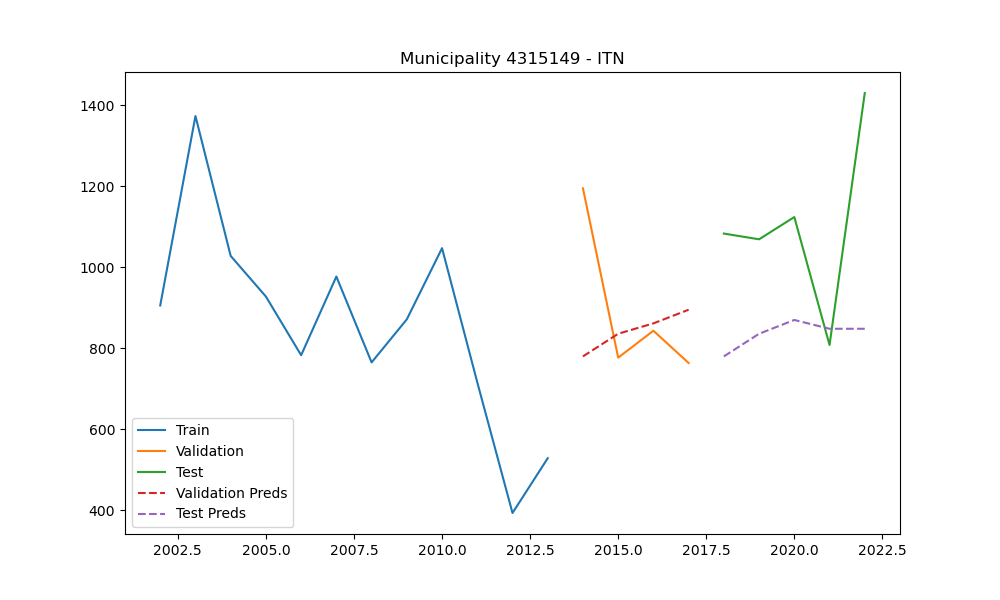 Municipality 4315149 - ITN
1400
1200
1000
800
600
400
Train
Validation
Test
Validation Preds
Test Preds
2002.5 2005.0 2007.5 2010.0 2012.5 2015.0 2017.5 2020.0 2022.5